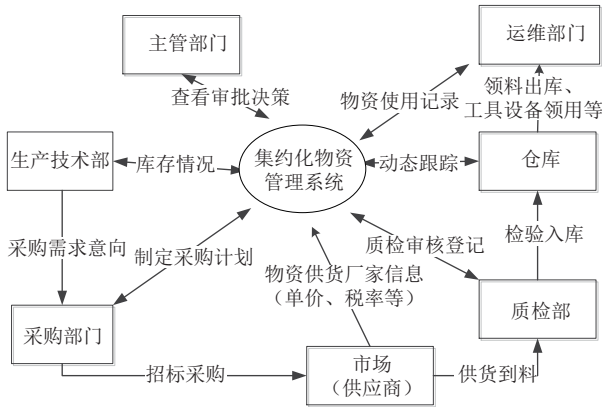 主管部门
运维部门
查看审批决策
物资使用记录
领料出库、
工具设备领用等
生产技术部
库存情况
集约化物资
管理系统
动态跟踪
仓库
采购需求意向
制定采购计划
质检审核登记
检验入库
物资供货厂家信息
（单价、税率等）
采购部门
质检部
招标采购
市场
（供应商）
供货到料